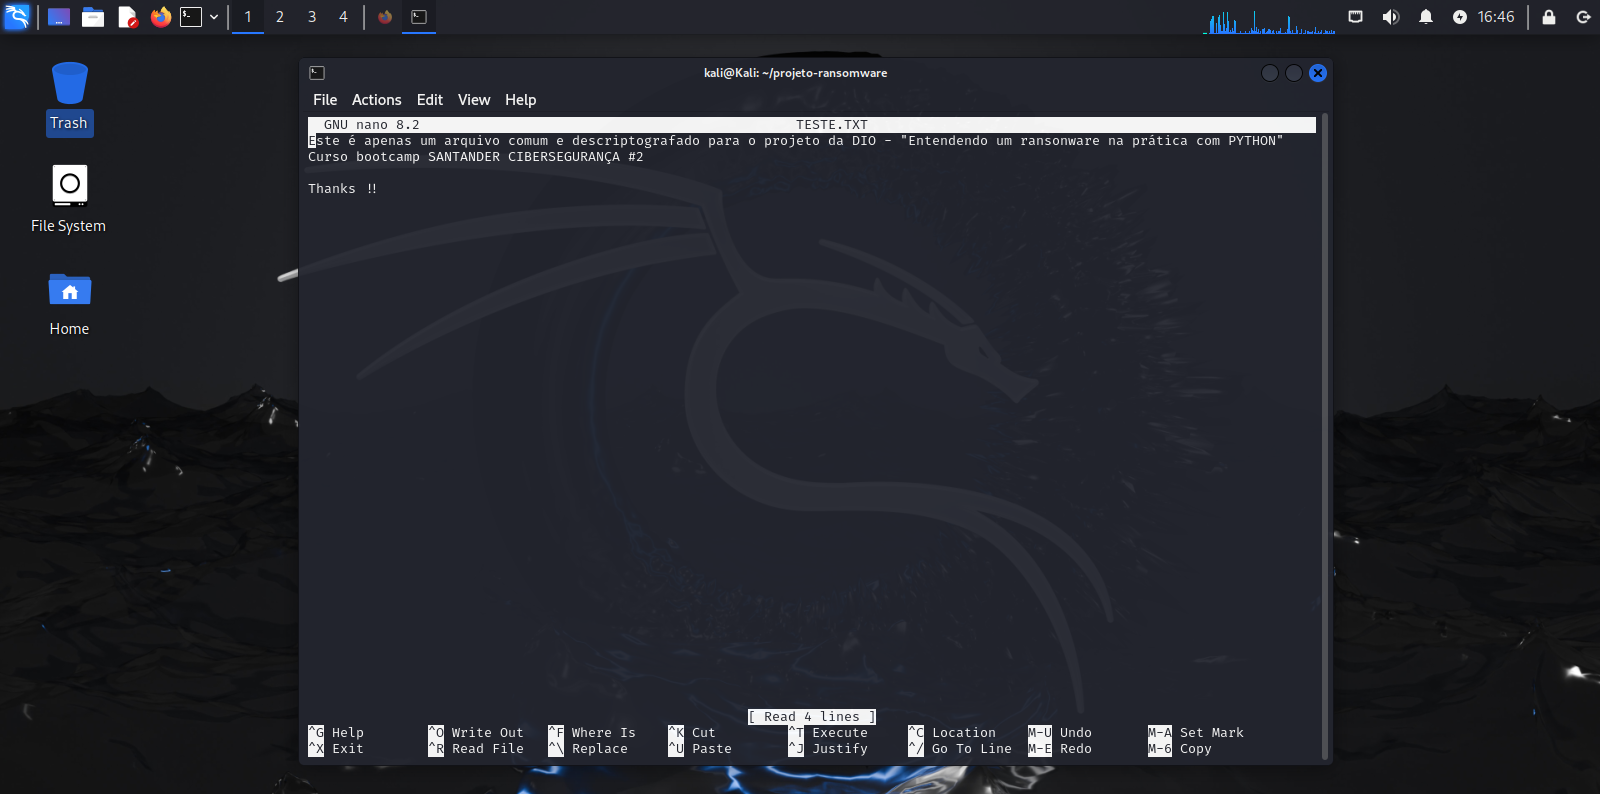 1 2 3 4
16:46
Trash
File System
Home
kali@Kali: ~/projeto-ransomware
File Actions Edit View Help
GNU nano 8.2 TESTE.TXT
Este é apenas um arquivo comum e descriptografado para o projeto da DIO - "Entendendo um ransonware na prática com PYTHON"
Curso bootcamp SANTANDER CIBERSEGURANÇA #2
Thanks !!
[ Read 4 lines ]
^G Help ^O Write Out ^F Where Is ^K Cut ^T Execute ^C Location M-U Undo M-A Set Mark
^X Exit ^R Read File ^\ Replace ^U Paste ^J Justify ^/ Go To Line M-E Redo M-6 Copy